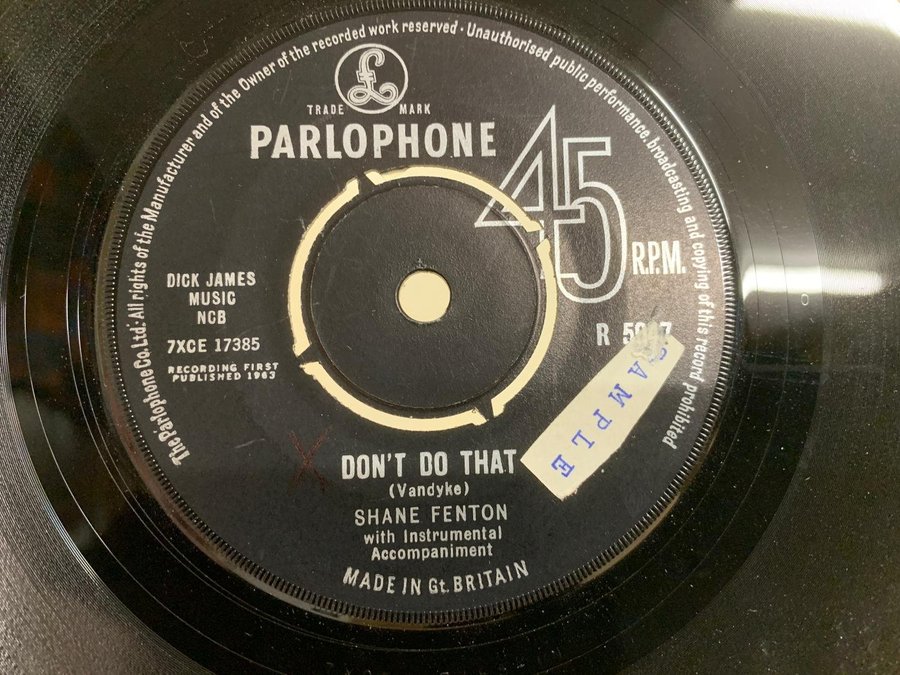 The Parlophone Co. Ltd. All rights of the Manufacturer and of the Owner of the recorded work reserved · Unauthorised public performance, broadcasting and copying of this record prohibited
£
TRADE MARK
PARLOPHONE
45
R.P.M.
DICK JAMES
MUSIC
NCB
7XCE 17385
RECORDING FIRST
PUBLISHED 1963
R
SAMPLE
DON'T DO THAT
(Vandyke)
SHANE FENTON
with Instrumental
Accompaniment
MADE IN Gt. BRITAIN